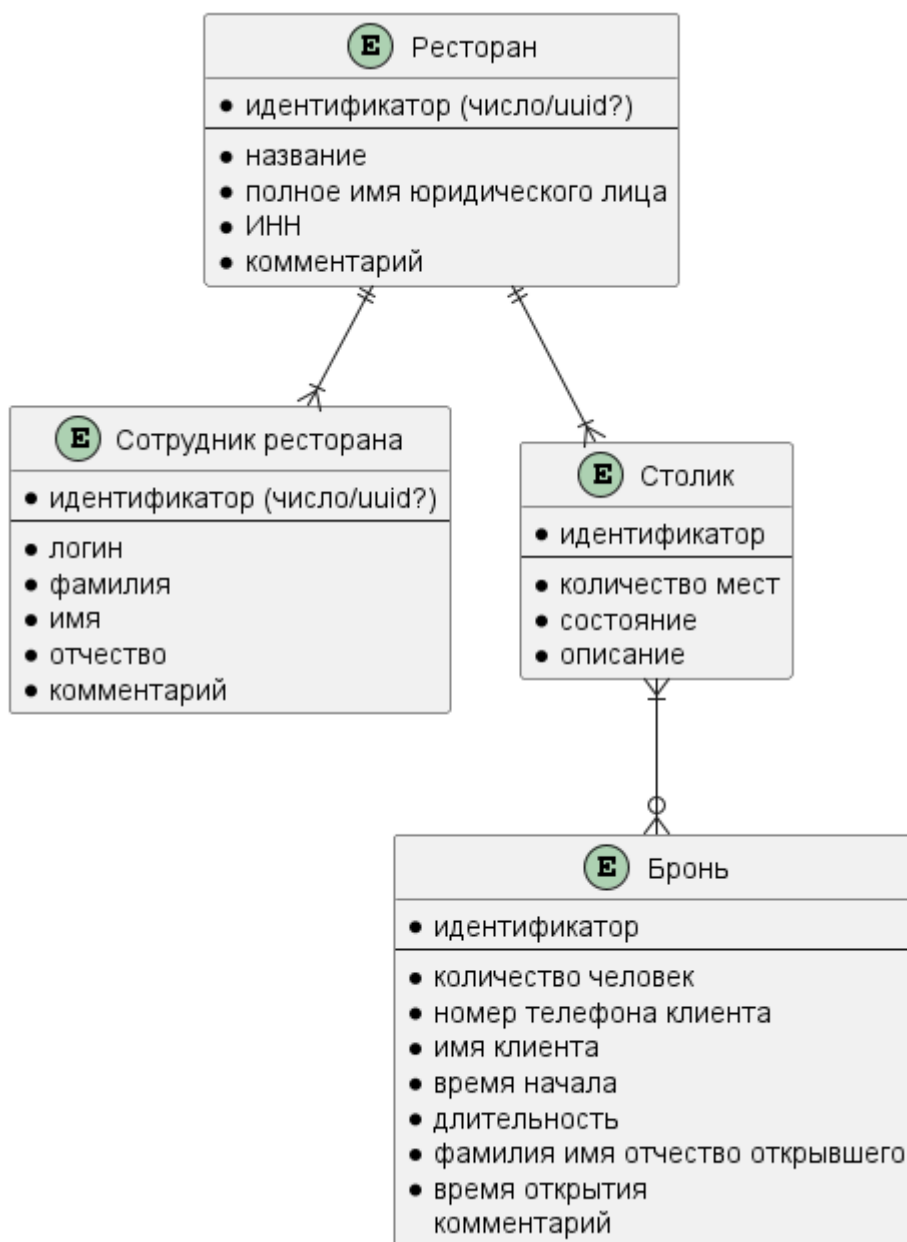 E Ресторан
идентификатор (число/uuid?)
название
полное имя юридического лица
ИНН
комментарий
E Сотрудник ресторана
идентификатор (число/uuid?)
логин
фамилия
имя
отчество
комментарий
E Столик
идентификатор
количество мест
состояние
описание
E Бронь
идентификатор
количество человек
номер телефона клиента
имя клиента
время начала
длительность
фамилия имя отчество открывшего
время открытия
комментарий